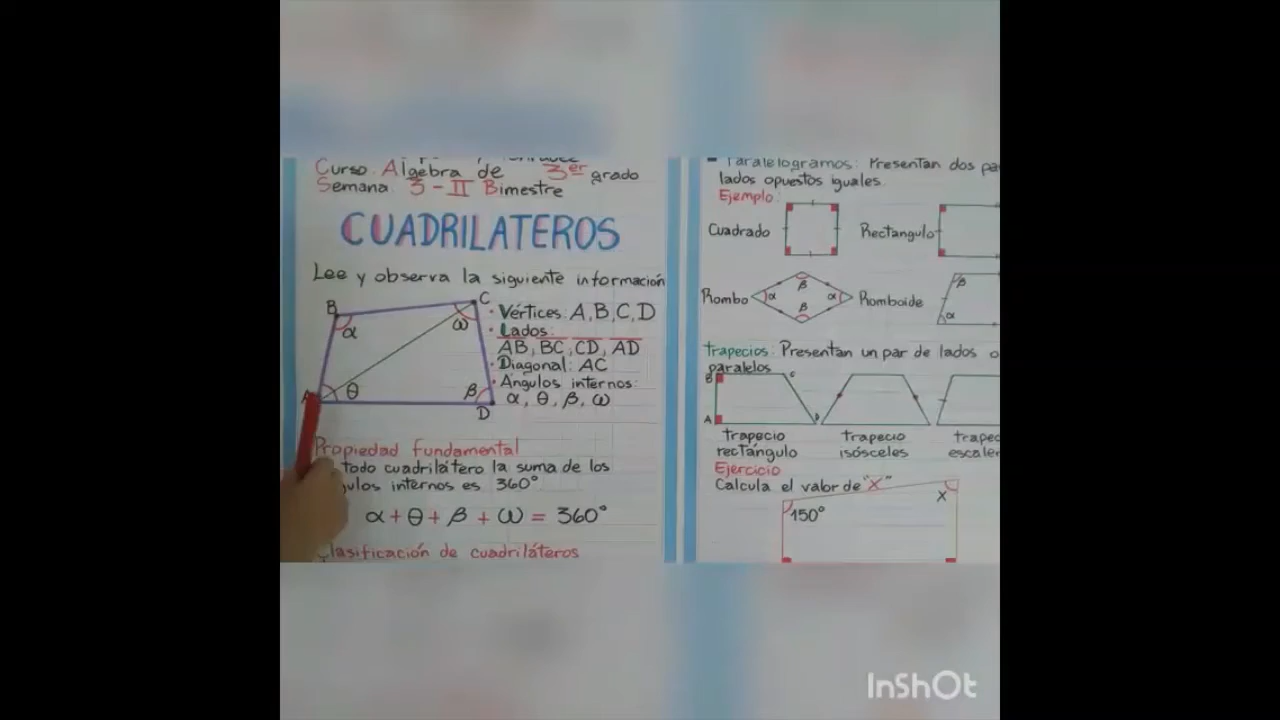 Curso: Algebra de 3er grado
Semana: 3 - II Bimestre
CUADRILATEROS
Lee y observa la siguiente información
B
C
α
ω
θ
β
D
• Vértices: A, B, C, D
• Lados:
AB, BC, CD, AD
• Diagonal: AC
• Ángulos internos:
α, θ, β, ω
Propiedad fundamental
todo cuadrilátero la suma de los
internos es 360°
α + θ + β + ω = 360°
Clasificación de cuadriláteros
Paralelogramos: Presentan dos
lados opuestos iguales.
Ejemplo:
Cuadrado
Rectangulo
Rombo
α
β
α
β
Romboide
β
α
Trapecios: Presentan un par de lados
paralelos
B
C
A
D
Trapecio
rectángulo
Trapecio
isósceles
Ejercicio
Calcula el valor de "X"
150°
X
InShOt